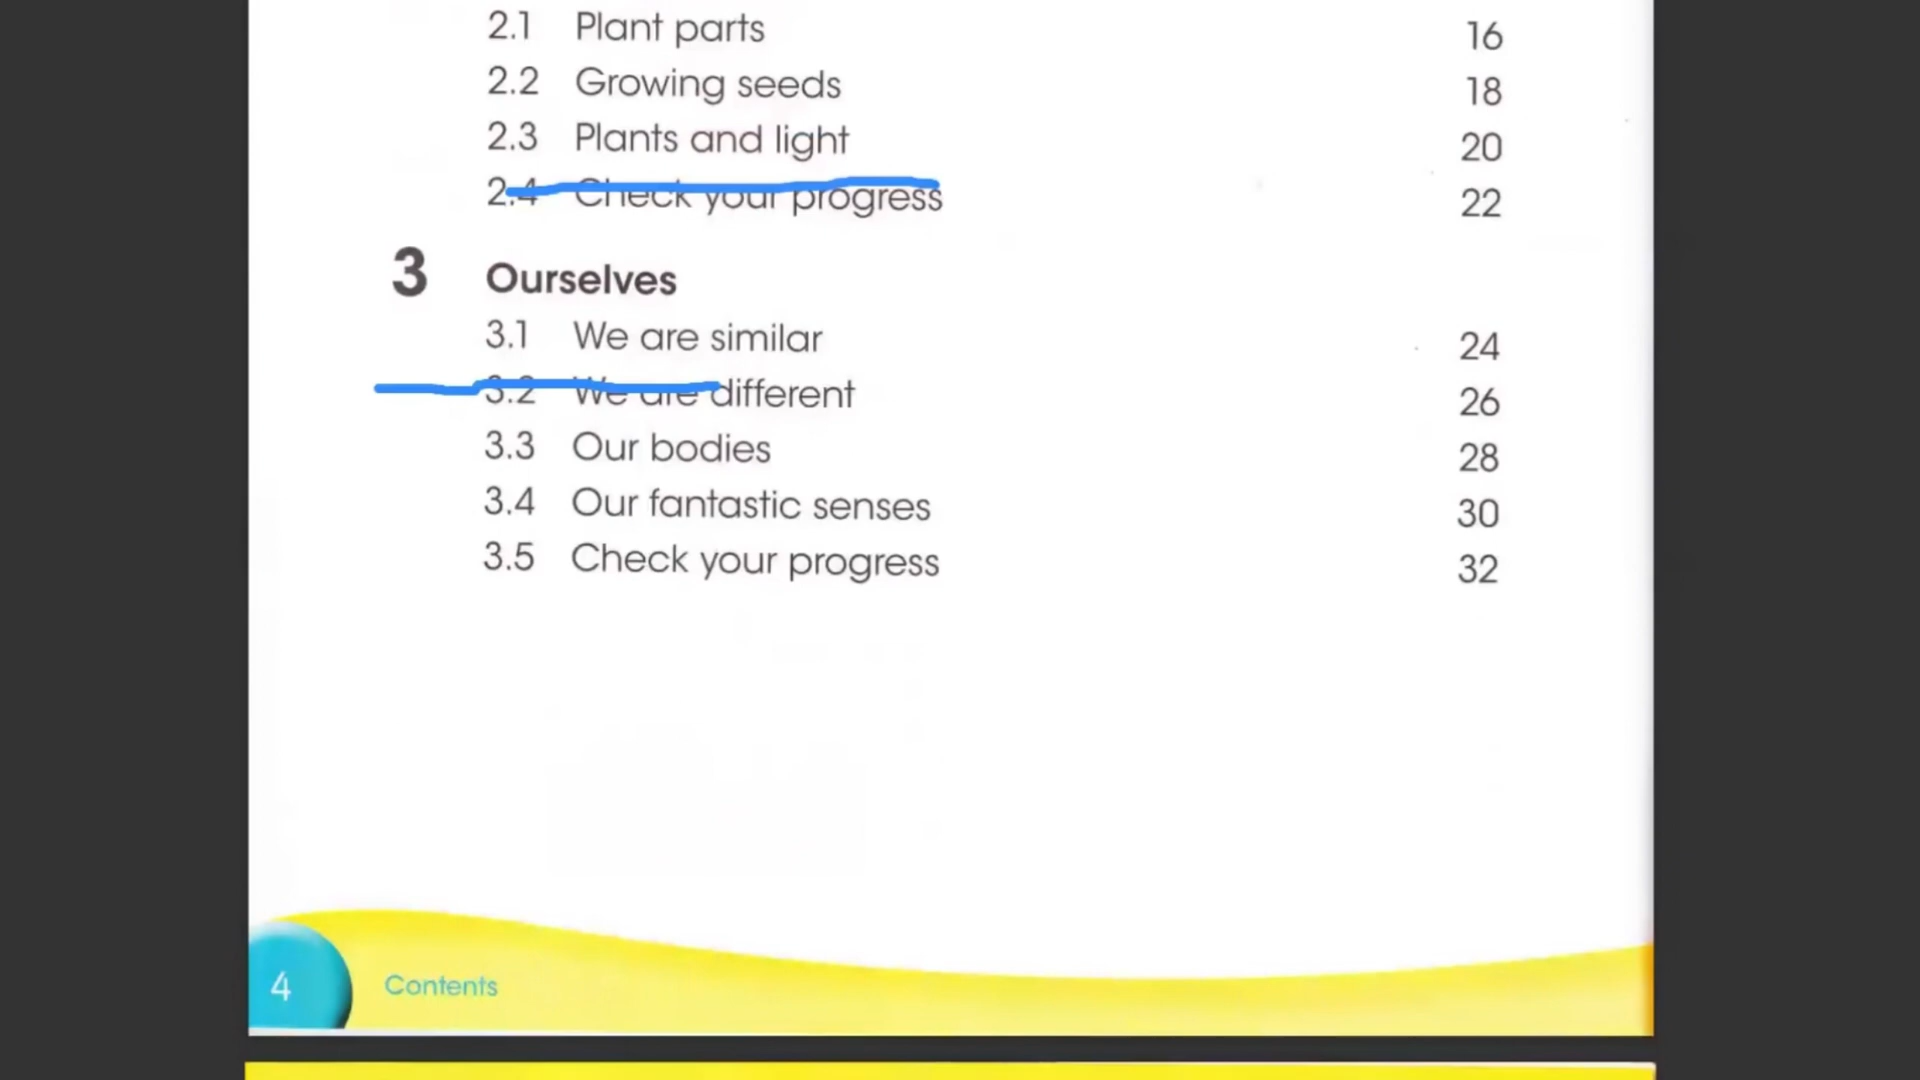 2.1 Plant parts 16
2.2 Growing seeds 18
2.3 Plants and light 20
2.4 Check your progress 22
3 Ourselves
3.1 We are similar 24
3.2 We are different 26
3.3 Our bodies 28
3.4 Our fantastic senses 30
3.5 Check your progress 32
4 Contents